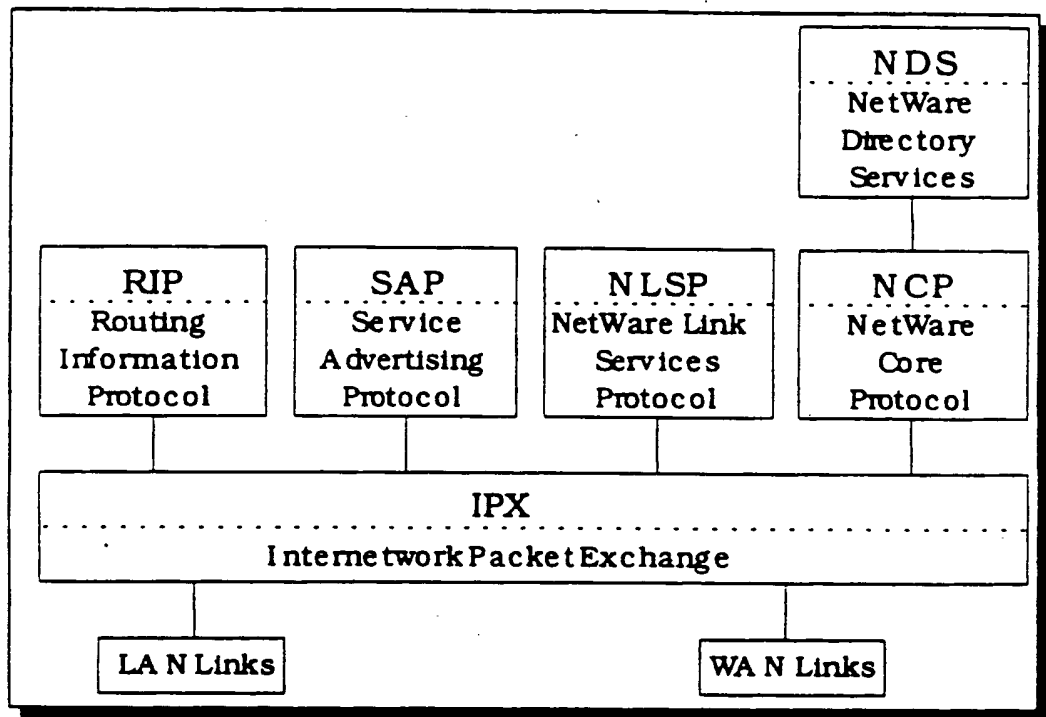 NDS
NetWare
Directory
Services
RIP
Routing
Information
Protocol
SAP
Service
Advertising
Protocol
NLSP
NetWare Link
Services
Protocol
NCP
NetWare
Core
Protocol
IPX
Internetwork Packet Exchange
LAN Links
WAN Links